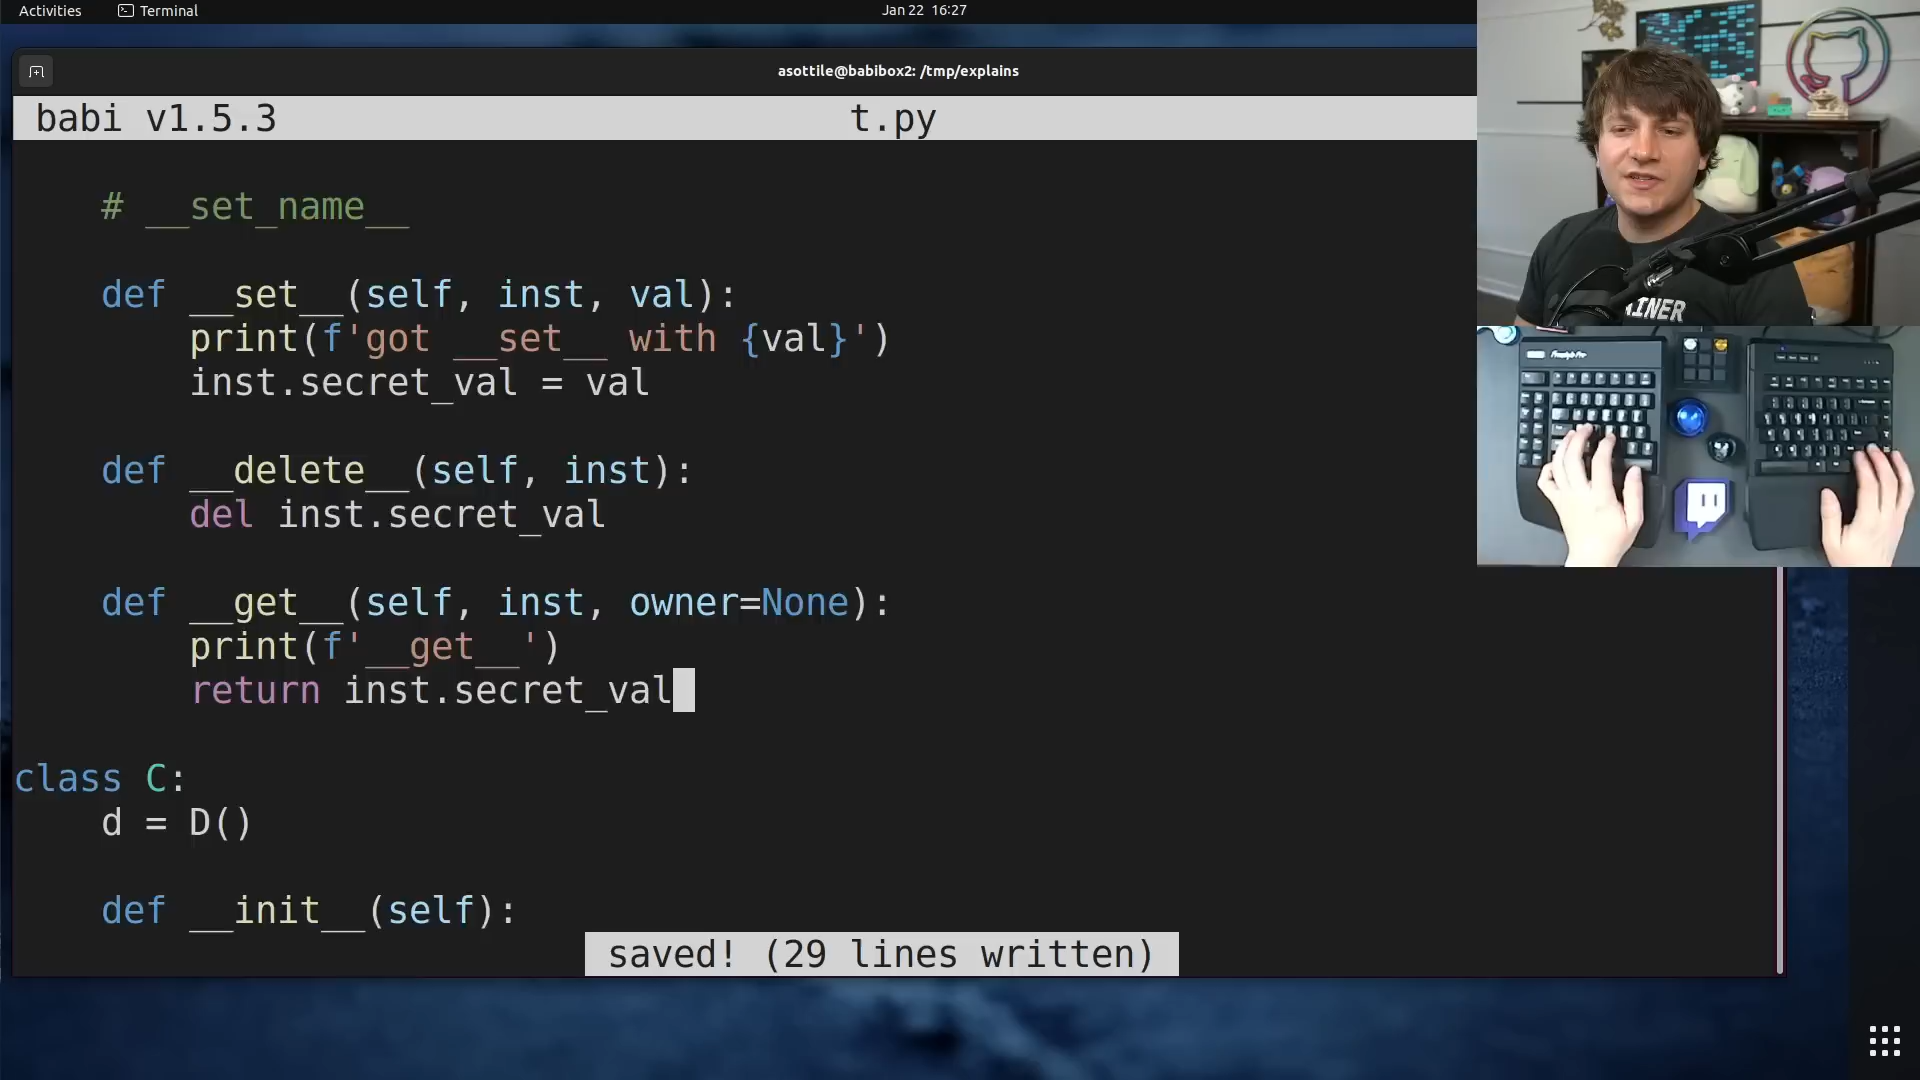 Activities
Terminal
Jan 22 16:27
asottile@babibox2: /tmp/explains
babi v1.5.3
t.py
# __set_name__
def __set__(self, inst, val):
print(f'got __set__ with {val}')
inst.secret_val = val
def __delete__(self, inst):
del inst.secret_val
def __get__(self, inst, owner=None):
print(f'__get__')
return inst.secret_val
class C:
d = D()
def __init__(self):
saved! (29 lines written)